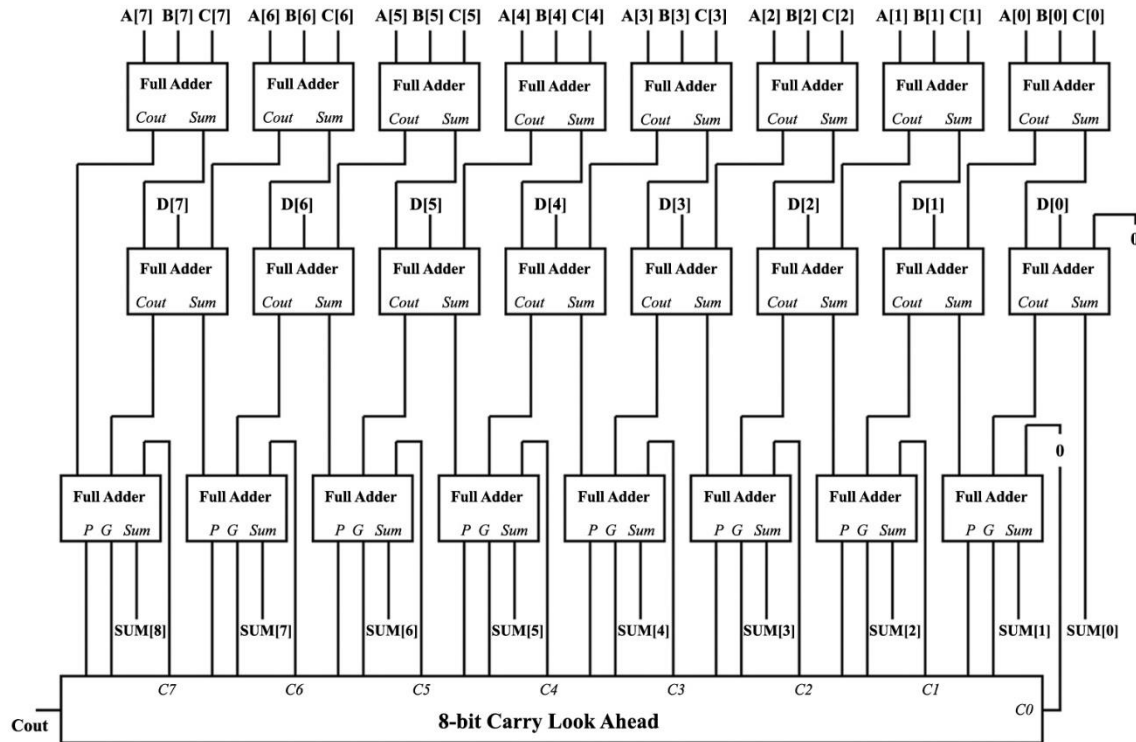 A[7] B[7] C[7] A[6] B[6] C[6] A[5] B[5] C[5] A[4] B[4] C[4] A[3] B[3] C[3] A[2] B[2] C[2] A[1] B[1] C[1] A[0] B[0] C[0]
Full Adder Full Adder Full Adder Full Adder Full Adder Full Adder Full Adder Full Adder
Cout Sum Cout Sum Cout Sum Cout Sum Cout Sum Cout Sum Cout Sum Cout Sum
D[7] D[6] D[5] D[4] D[3] D[2] D[1] D[0]
0
Full Adder Full Adder Full Adder Full Adder Full Adder Full Adder Full Adder Full Adder
Cout Sum Cout Sum Cout Sum Cout Sum Cout Sum Cout Sum Cout Sum Cout Sum
0
Full Adder Full Adder Full Adder Full Adder Full Adder Full Adder Full Adder Full Adder
P G Sum P G Sum P G Sum P G Sum P G Sum P G Sum P G Sum P G Sum
SUM[8] SUM[7] SUM[6] SUM[5] SUM[4] SUM[3] SUM[2] SUM[1] SUM[0]
C7 C6 C5 C4 C3 C2 C1
C0
Cout 8-bit Carry Look Ahead